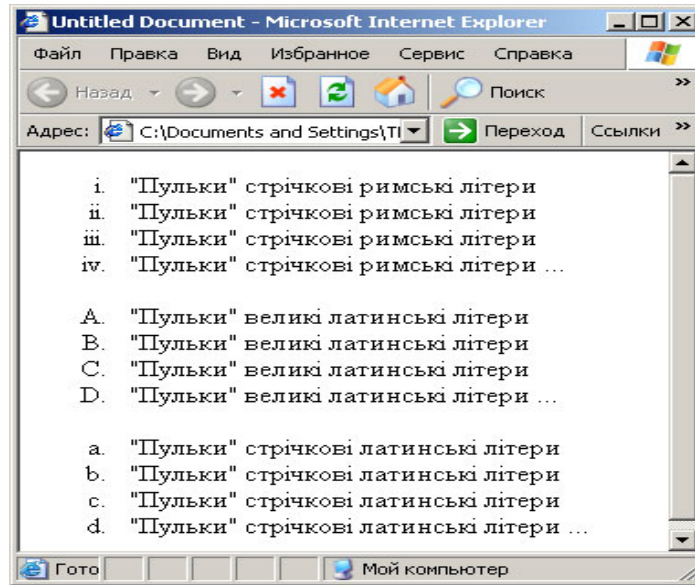 Untitled Document - Microsoft Internet Explorer
Файл Правка Вид Избранное Сервис Справка
Назад Поиск »
Адрес: C:\Documents and Settings\Tl Переход Ссылки »
i. "Пульки" стрічкові римські літери
ii. "Пульки" стрічкові римські літери
iii. "Пульки" стрічкові римські літери
iv. "Пульки" стрічкові римські літери ...
A. "Пульки" великі латинські літери
B. "Пульки" великі латинські літери
C. "Пульки" великі латинські літери
D. "Пульки" великі латинські літери ...
a. "Пульки" стрічкові латинські літери
b. "Пульки" стрічкові латинські літери
c. "Пульки" стрічкові латинські літери
d. "Пульки" стрічкові латинські літери ...
Гото Мой компьютер